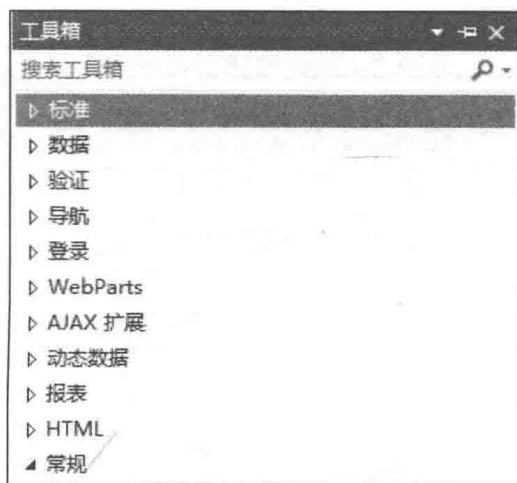 工具箱
搜索工具箱
标准
数据
验证
导航
登录
WebParts
AJAX 扩展
动态数据
报表
HTML
常规